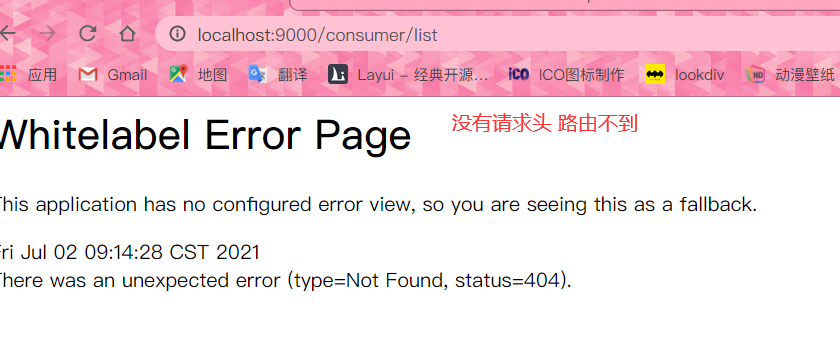 localhost:9000/consumer/list
应用 Gmail 地图 翻译 Layui - 经典开源... ICO ICO图标制作 lookdiv HD 动漫壁纸
Whitelabel Error Page 没有请求头 路由不到
This application has no configured error view, so you are seeing this as a fallback.
Fri Jul 02 09:14:28 CST 2021
There was an unexpected error (type=Not Found, status=404).